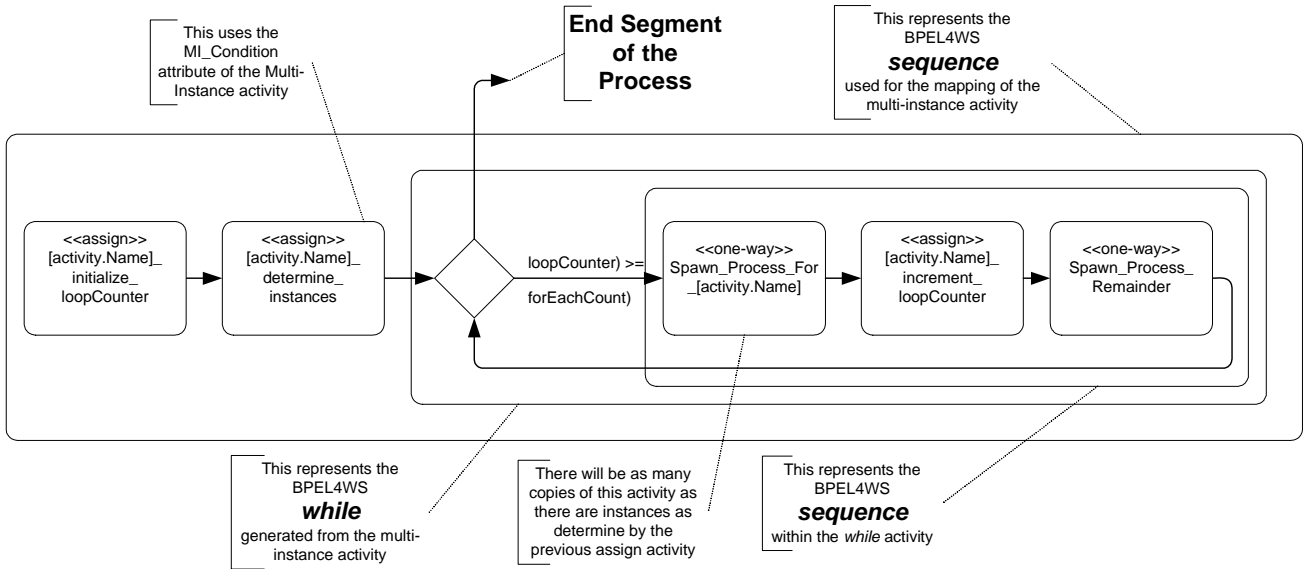 This uses the
MI_Condition
attribute of the Multi-
Instance activity
End Segment
of the
Process
This represents the
BPEL4WS
sequence
used for the mapping of the
multi-instance activity
<<assign>>
[activity.Name]_
initialize_
loopCounter
<<assign>>
[activity.Name]_
determine_
instances
loopCounter) >=
forEachCount)
<<one-way>>
Spawn_Process_For
_[activity.Name]
<<assign>>
[activity.Name]_
increment_
loopCounter
<<one-way>>
Spawn_Process_
Remainder
This represents the
BPEL4WS
while
generated from the multi-
instance activity
There will be as many
copies of this activity as
there are instances as
determine by the
previous assign activity
This represents the
BPEL4WS
sequence
within the while activity